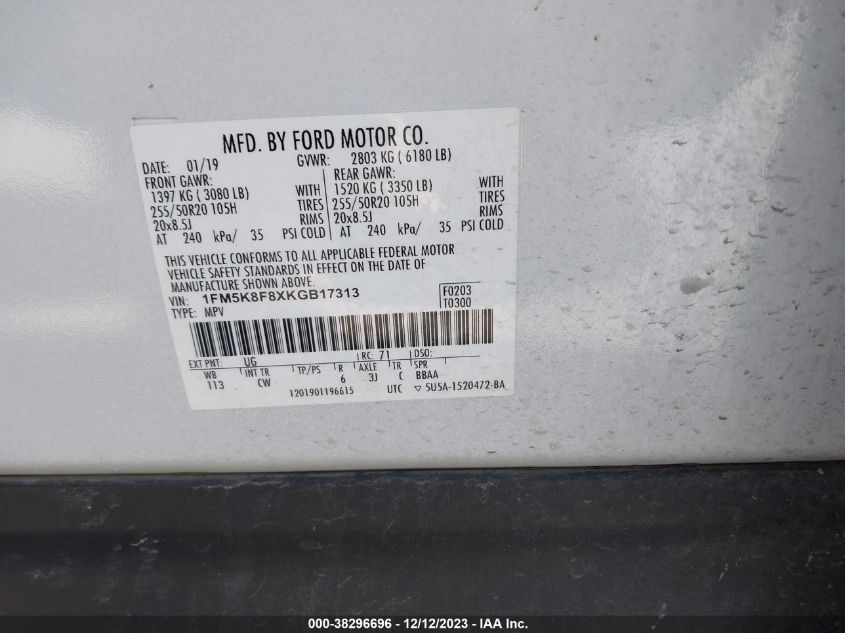 MFD. BY FORD MOTOR CO.
DATE: 01/19 GVWR: 2803 KG ( 6180 LB)
FRONT GAWR: REAR GAWR:
1397 KG ( 3080 LB) WITH 1520 KG ( 3350 LB) WITH
255/50R20 105H TIRES 255/50R20 105H TIRES
20x8.5J RIMS 20x8.5J RIMS
AT 240 kPa/ 35 PSI COLD AT 240 kPa/ 35 PSI COLD
THIS VEHICLE CONFORMS TO ALL APPLICABLE FEDERAL MOTOR
VEHICLE SAFETY STANDARDS IN EFFECT ON THE DATE OF
MANUFACTURE SHOWN ABOVE.
VIN: 1FM5K8F8XKGB17313 F0203
TYPE: MPV T0300
EXT PNT: UG RC: 71 DSO:
WB INT TR TP/PS R AXLE TR SPR
113 CW 6 3J C BBAA
1201901196615 UTC ▽ 5U5A-1520472-BA
000-38296696 - 12/12/2023 - IAA Inc.